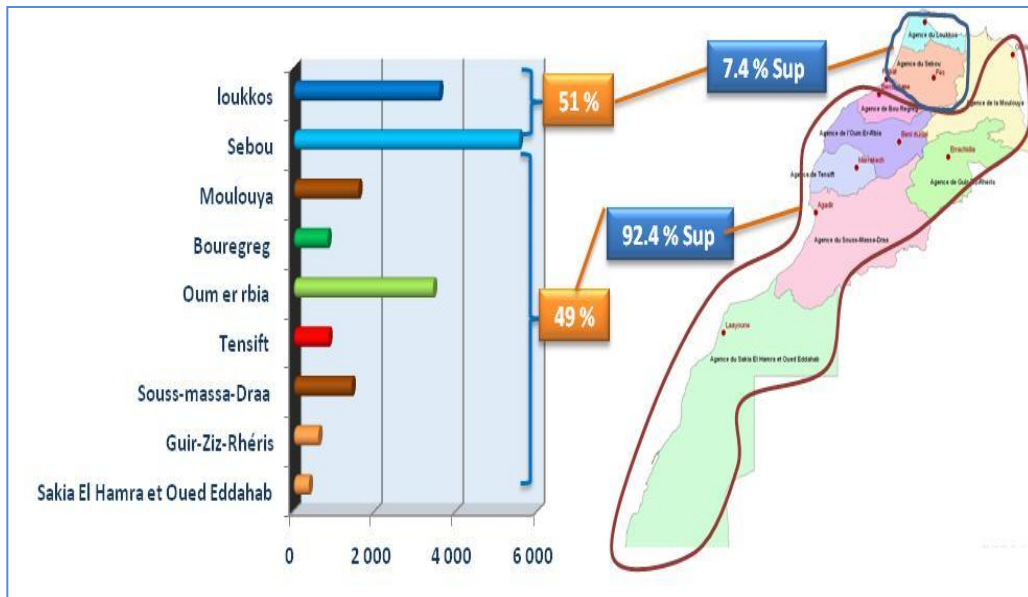 loukkos
Sebou
Moulouya
Bouregreg
Oum er rbia
Tensift
Souss-massa-Draa
Guir-Ziz-Rhéris
Sakia El Hamra et Oued Eddahab
0 2 000 4 000 6 000
51 %
49 %
7.4 % Sup
92.4 % Sup
Agence du Loukkos
Agence du Sebou
Fes
Agence de la Moulouya
Agence de Bou Regreg
Agence de l'Oum Er-Rbia
Beni Mellal
Errachidia
Marrakech
Agence de Tensift
Agence de Guir-Ziz-Rheris
Agadir
Agence du Souss-Massa-Draa
Laayoune
Agence du Sakia El Hamra et Oued Eddahab